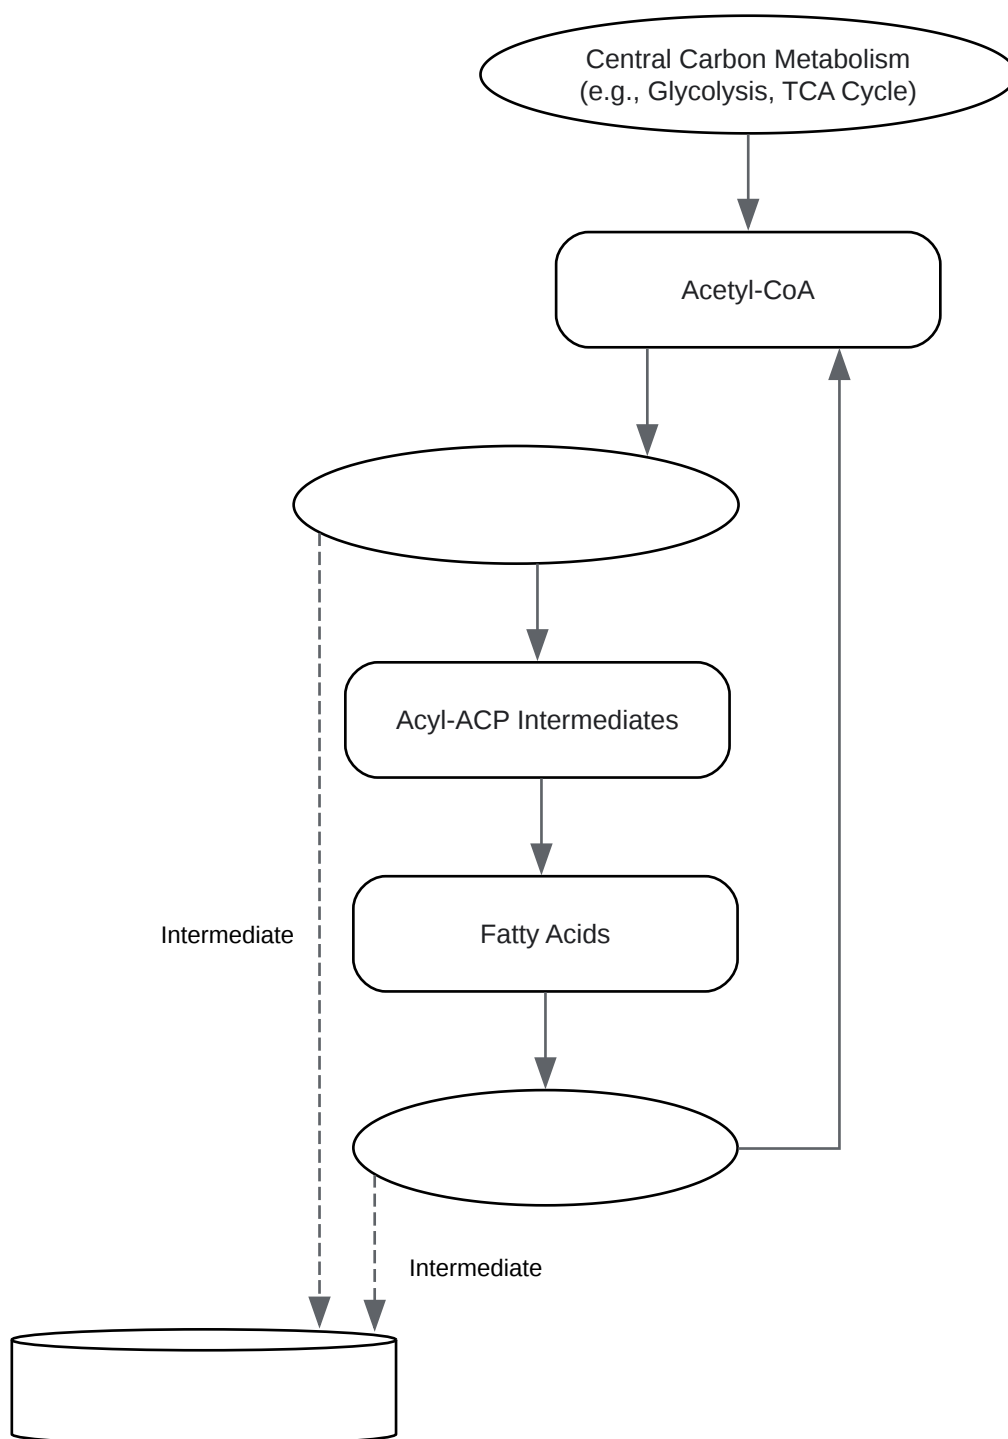 Central Carbon Metabolism
(e.g., Glycolysis, TCA Cycle)
Acetyl-CoA
Acyl-ACP Intermediates
Fatty Acids
Intermediate
Intermediate